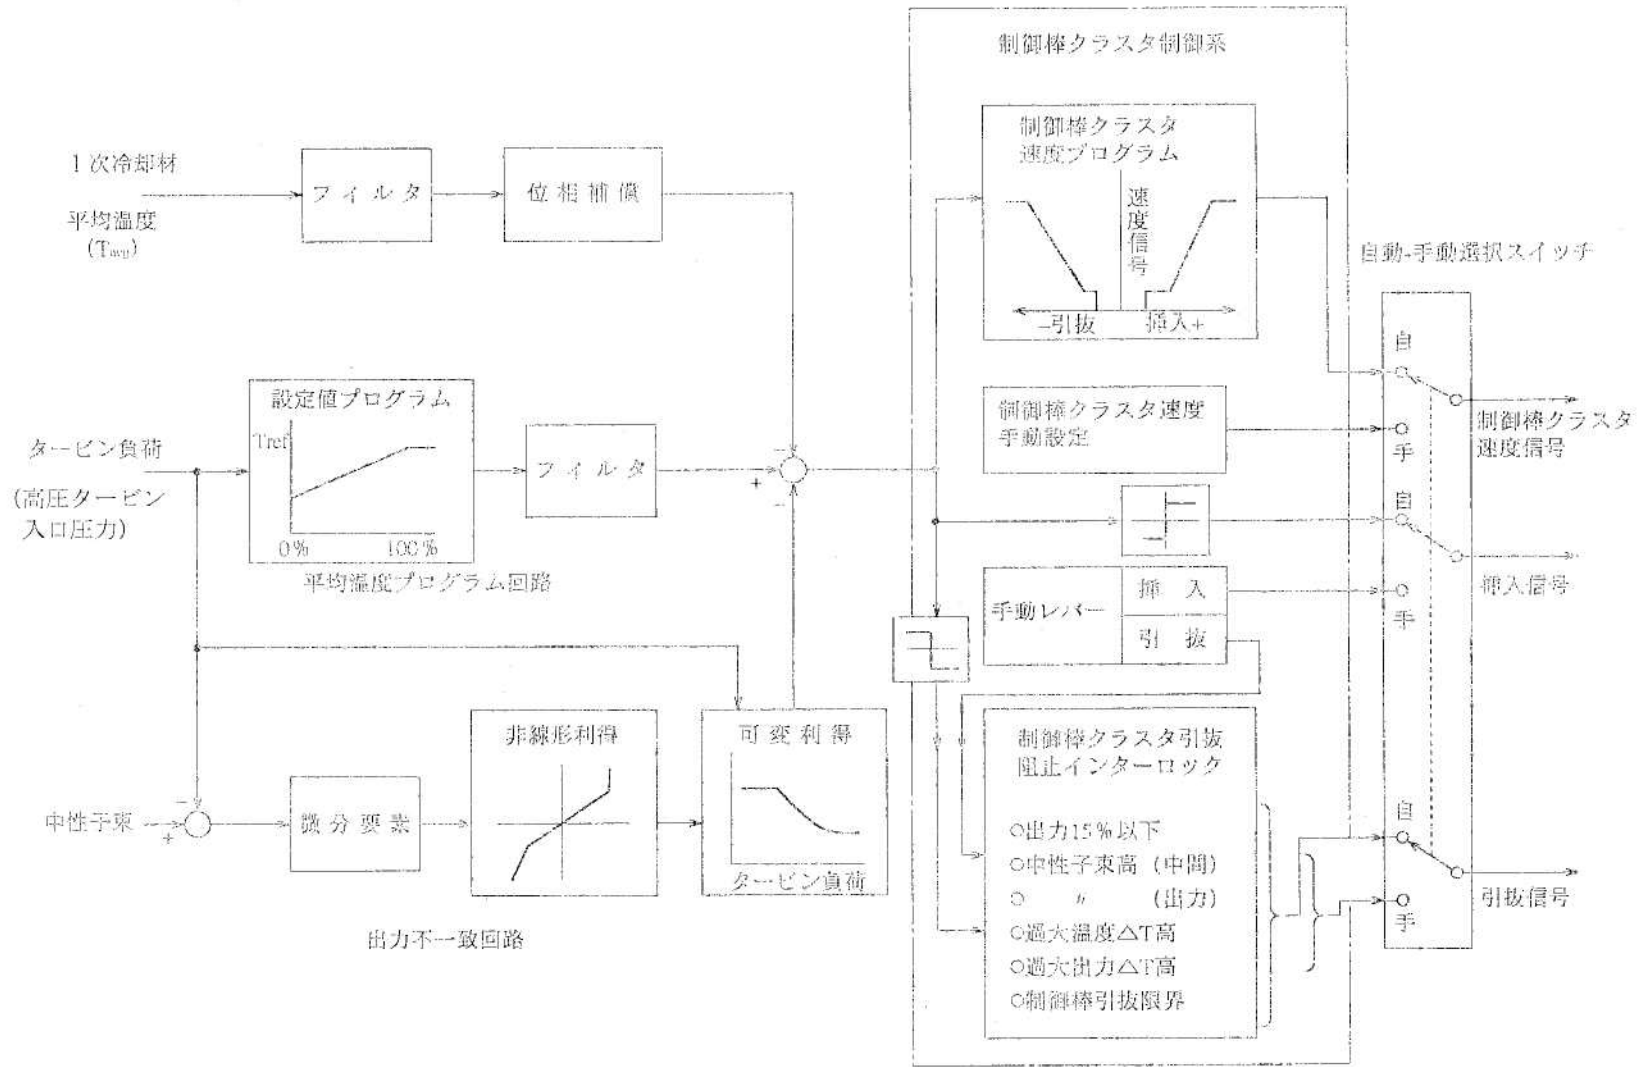 制御棒クラスタ制御系
制御棒クラスタ
速度プログラム
速度信号
-引抜
挿入+
1次冷却材
平均温度
(Tavg)
フィルタ
位相補償
自動-手動選択スイッチ
設定値プログラム
Tref
0%
100%
平均温度プログラム回路
タービン負荷
(高圧タービン
入口圧力)
フィルタ
-
+
-
制御棒クラスタ速度
手動設定
自
手
制御棒クラスタ
速度信号
自
手
挿入信号
手動レバー
挿入
引抜
非線形利得
可変利得
タービン負荷
中性子束
-
+
微分要素
出力不一致回路
制御棒クラスタ引抜
阻止インターロック
○出力15%以下
○中性子束高(中間)
○ 〃 (出力)
○過大温度△T高
○過大出力△T高
○制御棒引抜限界
自
手
引抜信号